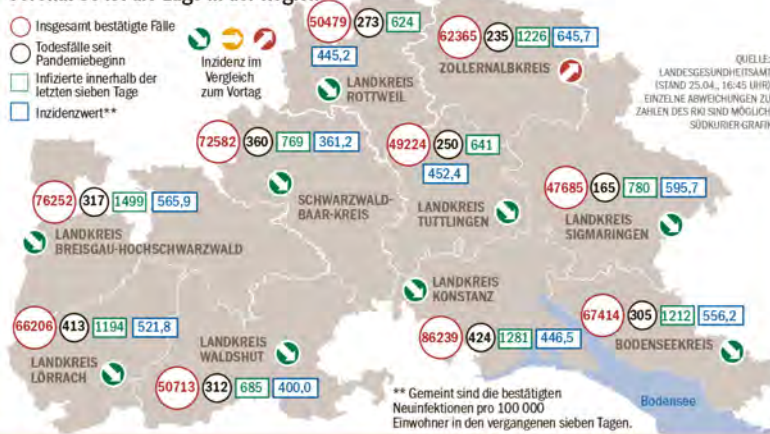 Insgesamt bestätigte Fälle
Todesfälle seit
Pandemiebeginn
Infizierte innerhalb der
letzten sieben Tage
Inzidenzwert**
Inzidenz im
Vergleich
zum Vortag
50479 273 624
445,2
LANDKREIS
ROTTWEIL
62365 235 1226 645,7
ZOLLERNALBKREIS
QUELLE:
LANDESGESUNDHEITSAMT
(STAND 25.04., 16:45 UHR)
EINZELNE ABWEICHUNGEN ZU
ZAHLEN DES RKI SIND MÖGLICH
SÜDKURIER-GRAFIK
72582 360 769 361,2
SCHWARZWALD-
BAAR-KREIS
49224 250 641
452,4
LANDKREIS
TUTTLINGEN
47685 165 780 595,7
LANDKREIS
SIGMARINGEN
76252 317 1499 565,9
LANDKREIS
BREISGAU-HOCHSCHWARZWALD
LANDKREIS
KONSTANZ
86239 424 1281 446,5
67414 305 1212 556,2
BODENSEEKREIS
66206 413 1194 521,8
LANDKREIS
LÖRRACH
LANDKREIS
WALDSHUT
50713 312 685 400,0
Bodensee
** Gemeint sind die bestätigten
Neuinfektionen pro 100 000
Einwohner in den vergangenen sieben Tagen.